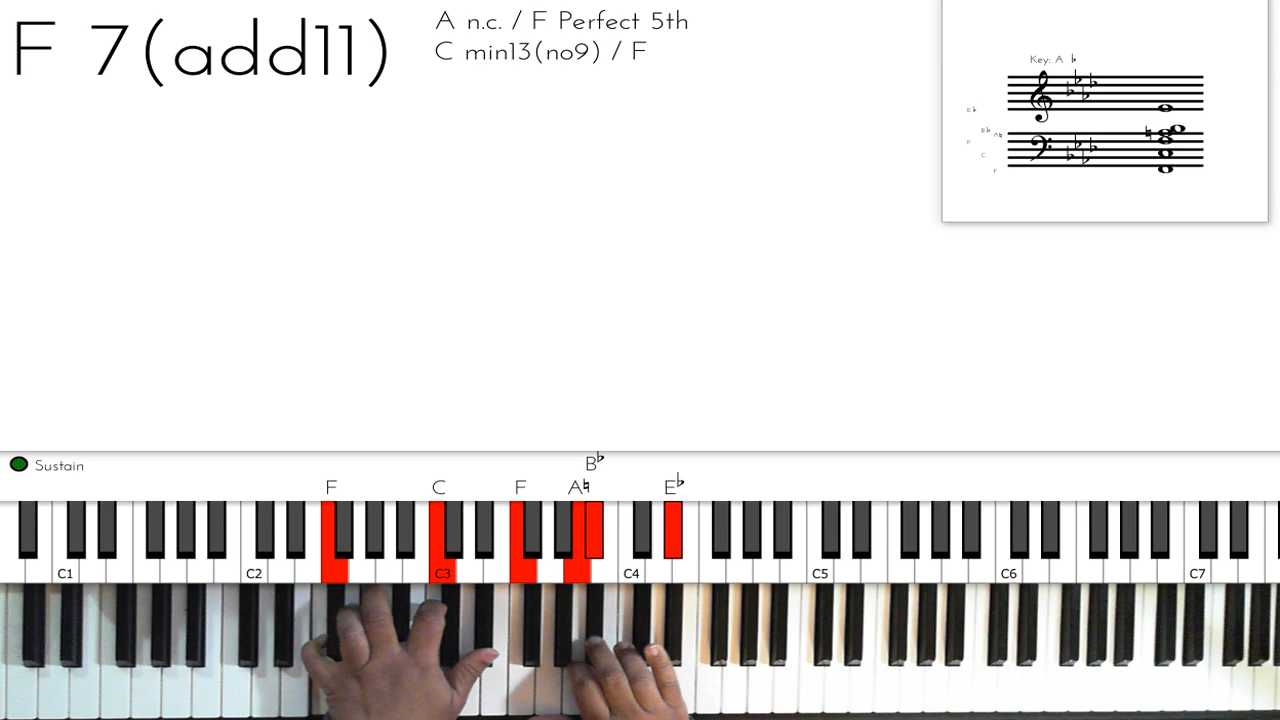 F 7(add11)
A n.c. / F Perfect 5th
C min13(no9) / F
Key: A ♭
E♭
B♭ A♮
F
C
F
Sustain
B♭
F C F A♮ E♭
C1 C2 C3 C4 C5 C6 C7